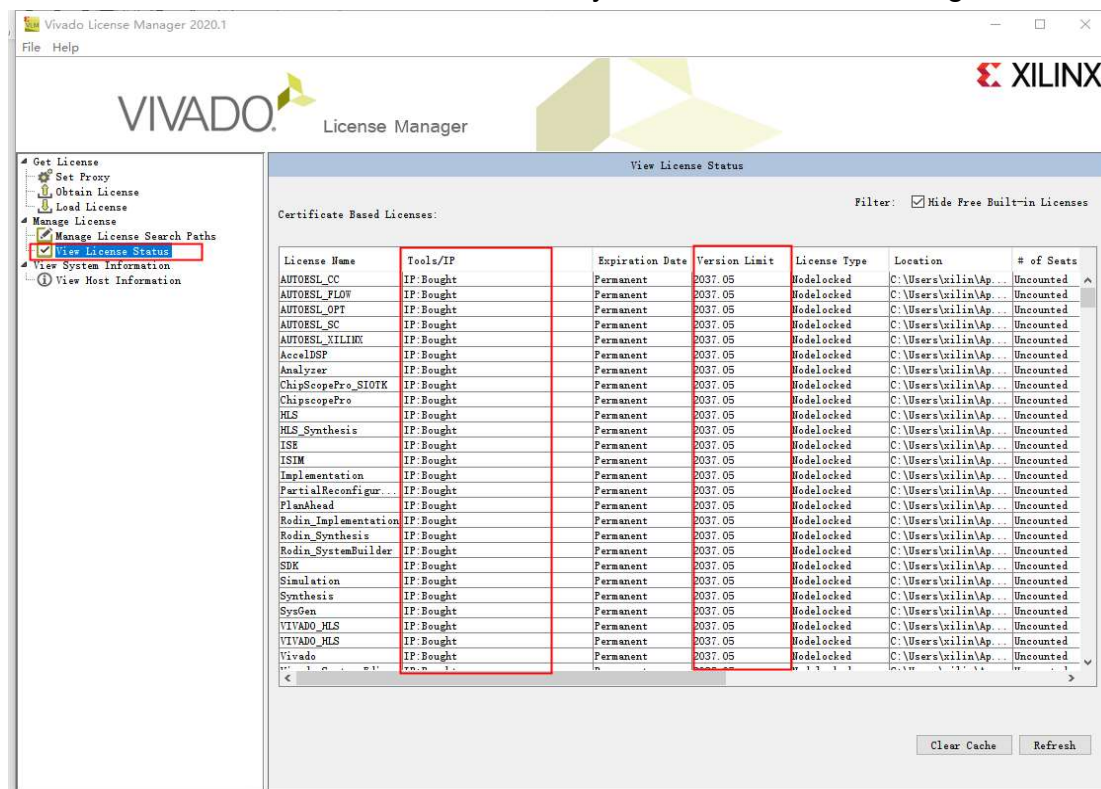 Vivado License Manager 2020.1
File Help
XILINX
VIVADO. License Manager
Get License
Set Proxy
Obtain License
Load License
Manage License
Manage License Search Paths
View License Status
View System Information
View Host Information
View License Status
Filter: Hide Free Built-in Licenses
Certificate Based Licenses:
License Name Tools/IP Expiration Date Version Limit License Type Location # of Seats
AUTOESL_CC IP:Bought Permanent 2037.05 Nodelocked C:\Users\xilin\Ap... Uncounted
AUTOESL_FLOW IP:Bought Permanent 2037.05 Nodelocked C:\Users\xilin\Ap... Uncounted
AUTOESL_OPT IP:Bought Permanent 2037.05 Nodelocked C:\Users\xilin\Ap... Uncounted
AUTOESL_SC IP:Bought Permanent 2037.05 Nodelocked C:\Users\xilin\Ap... Uncounted
AUTOESL_XILINX IP:Bought Permanent 2037.05 Nodelocked C:\Users\xilin\Ap... Uncounted
AccelDSP IP:Bought Permanent 2037.05 Nodelocked C:\Users\xilin\Ap... Uncounted
Analyzer IP:Bought Permanent 2037.05 Nodelocked C:\Users\xilin\Ap... Uncounted
ChipScopePro_SIOTK IP:Bought Permanent 2037.05 Nodelocked C:\Users\xilin\Ap... Uncounted
ChipscopePro IP:Bought Permanent 2037.05 Nodelocked C:\Users\xilin\Ap... Uncounted
HLS IP:Bought Permanent 2037.05 Nodelocked C:\Users\xilin\Ap... Uncounted
HLS_Synthesis IP:Bought Permanent 2037.05 Nodelocked C:\Users\xilin\Ap... Uncounted
ISE IP:Bought Permanent 2037.05 Nodelocked C:\Users\xilin\Ap... Uncounted
ISIM IP:Bought Permanent 2037.05 Nodelocked C:\Users\xilin\Ap... Uncounted
Implementation IP:Bought Permanent 2037.05 Nodelocked C:\Users\xilin\Ap... Uncounted
PartialReconfigur... IP:Bought Permanent 2037.05 Nodelocked C:\Users\xilin\Ap... Uncounted
PlanAhead IP:Bought Permanent 2037.05 Nodelocked C:\Users\xilin\Ap... Uncounted
Rodin_Implementation IP:Bought Permanent 2037.05 Nodelocked C:\Users\xilin\Ap... Uncounted
Rodin_Synthesis IP:Bought Permanent 2037.05 Nodelocked C:\Users\xilin\Ap... Uncounted
Rodin_SystemBuilder IP:Bought Permanent 2037.05 Nodelocked C:\Users\xilin\Ap... Uncounted
SDK IP:Bought Permanent 2037.05 Nodelocked C:\Users\xilin\Ap... Uncounted
Simulation IP:Bought Permanent 2037.05 Nodelocked C:\Users\xilin\Ap... Uncounted
Synthesis IP:Bought Permanent 2037.05 Nodelocked C:\Users\xilin\Ap... Uncounted
SysGen IP:Bought Permanent 2037.05 Nodelocked C:\Users\xilin\Ap... Uncounted
VIVADO_HLS IP:Bought Permanent 2037.05 Nodelocked C:\Users\xilin\Ap... Uncounted
VIVADO_HLS IP:Bought Permanent 2037.05 Nodelocked C:\Users\xilin\Ap... Uncounted
Vivado IP:Bought Permanent 2037.05 Nodelocked C:\Users\xilin\Ap... Uncounted
Clear Cache Refresh